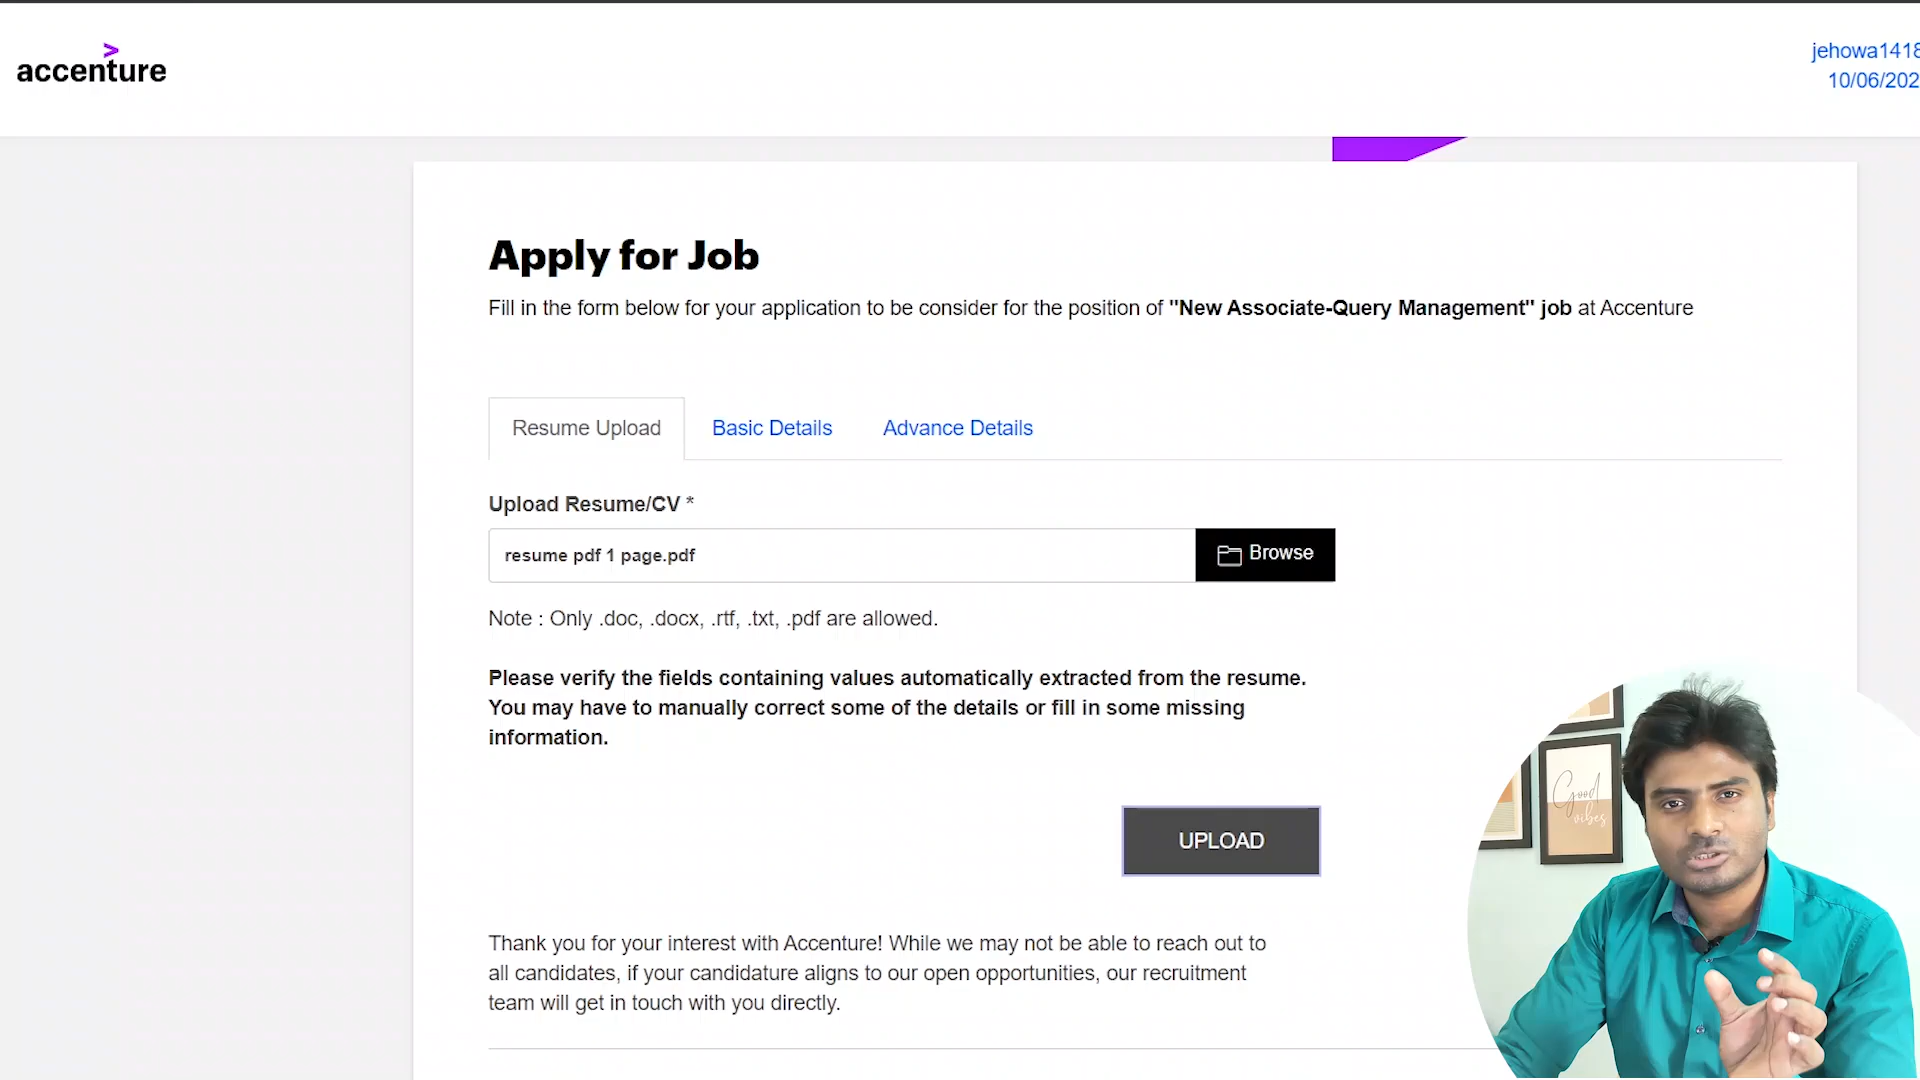 accenture
jehowa1418
10/06/202
Apply for Job
Fill in the form below for your application to be consider for the position of "New Associate-Query Management" job at Accenture
Resume Upload
Basic Details
Advance Details
Upload Resume/CV *
resume pdf 1 page.pdf
Browse
Note : Only .doc, .docx, .rtf, .txt, .pdf are allowed.
Please verify the fields containing values automatically extracted from the resume.
You may have to manually correct some of the details or fill in some missing
information.
UPLOAD
Good
vibes
Thank you for your interest with Accenture! While we may not be able to reach out to
all candidates, if your candidature aligns to our open opportunities, our recruitment
team will get in touch with you directly.